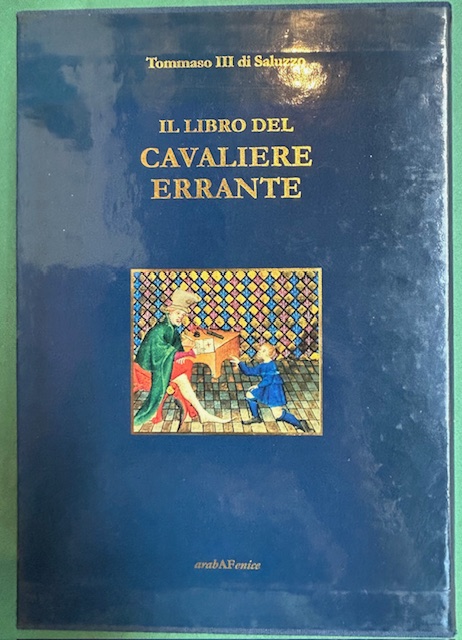 Tommaso III di Saluzzo
IL LIBRO DEL
CAVALIERE
ERRANTE
arabAFenice